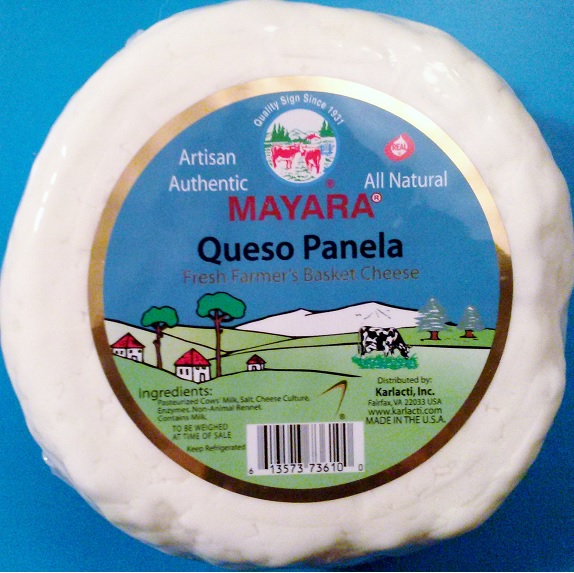 Quality Sign Since 1931
REAL
Artisan
Authentic
All Natural
MAYARA®
Queso Panela
Fresh Farmer's Basket Cheese
Ingredients:
Pasteurized Cows' Milk, Salt, Cheese Culture,
Enzymes, Non-Animal Rennet.
Contains Milk.
TO BE WEIGHED
AT TIME OF SALE
Keep Refrigerated
Distributed by:
Karlacti, Inc.
Fairfax, VA 22033 USA
www.karlacti.com
MADE IN THE U.S.A.
6 13573 73610 0